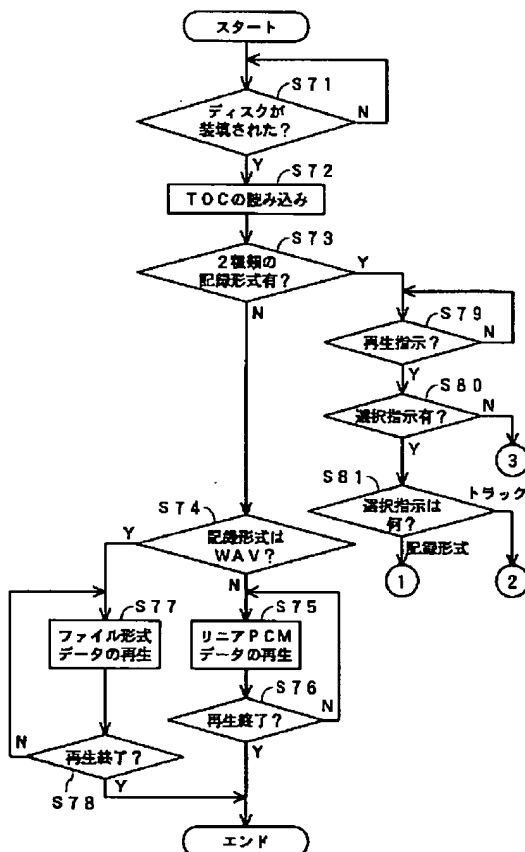 スタート
S71
ディスクが
装填された?
N
Y
S72
TOCの読み込み
S73
2種類の
記録形式有?
Y
N
S79
再生指示?
N
Y
S80
選択指示有?
N
Y
3
S81
選択指示は
何?
トラック
記録形式
1
2
S74
記録形式は
WAV?
Y
N
S77
ファイル形式
データの再生
S75
リニアPCM
データの再生
S76
再生終了?
N
Y
再生終了?
N
Y
S78
エンド